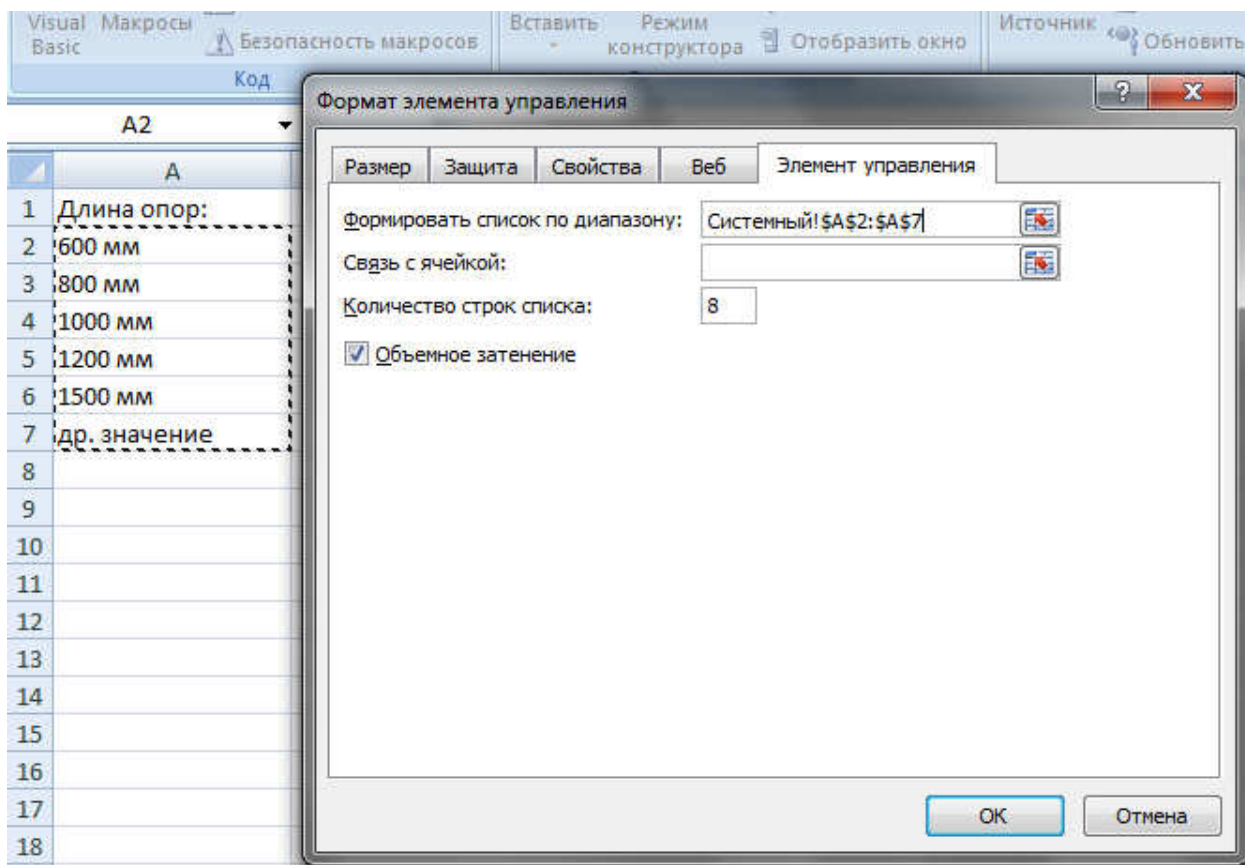 Visual Basic
Макросы
Безопасность макросов
Код
Вставить
Режим конструктора
Отобразить окно
Источник
Обновить
A2
Формат элемента управления
?
X
Размер Защита Свойства Веб Элемент управления
Формировать список по диапазону: Системный!$A$2:$A$7
Связь с ячейкой:
Количество строк списка: 8
Объемное затенение
A
1 Длина опор:
2 600 мм
3 800 мм
4 1000 мм
5 1200 мм
6 1500 мм
7 др. значение
8
9
10
11
12
13
14
15
16
17
18
ОК Отмена